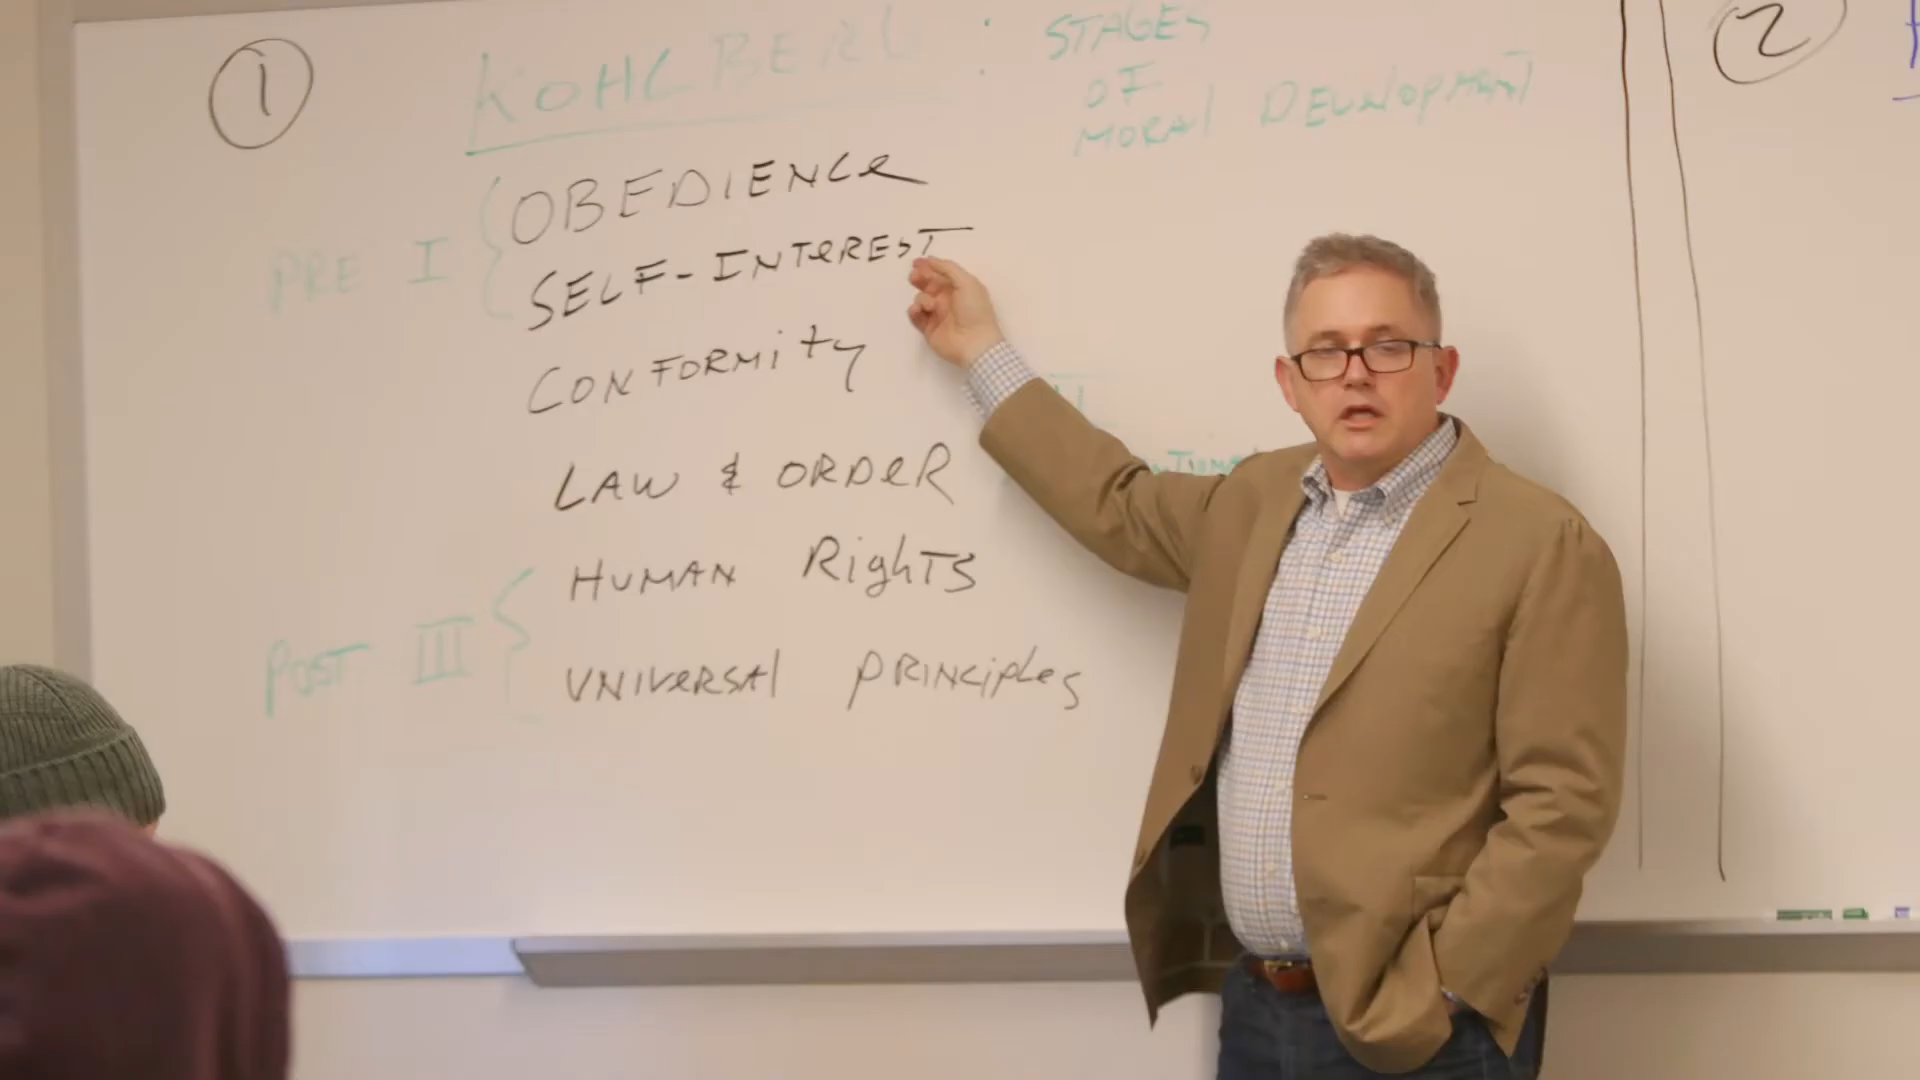 1
KOHLBERG : STAGES
OF
MORAL DEVELOPMENT
PRE I
OBEDIENCE
SELF-INTEREST
CONFORMITY
LAW & ORDER
HUMAN RIGHTS
POST III
UNIVERSAL PRINCIPLES
2